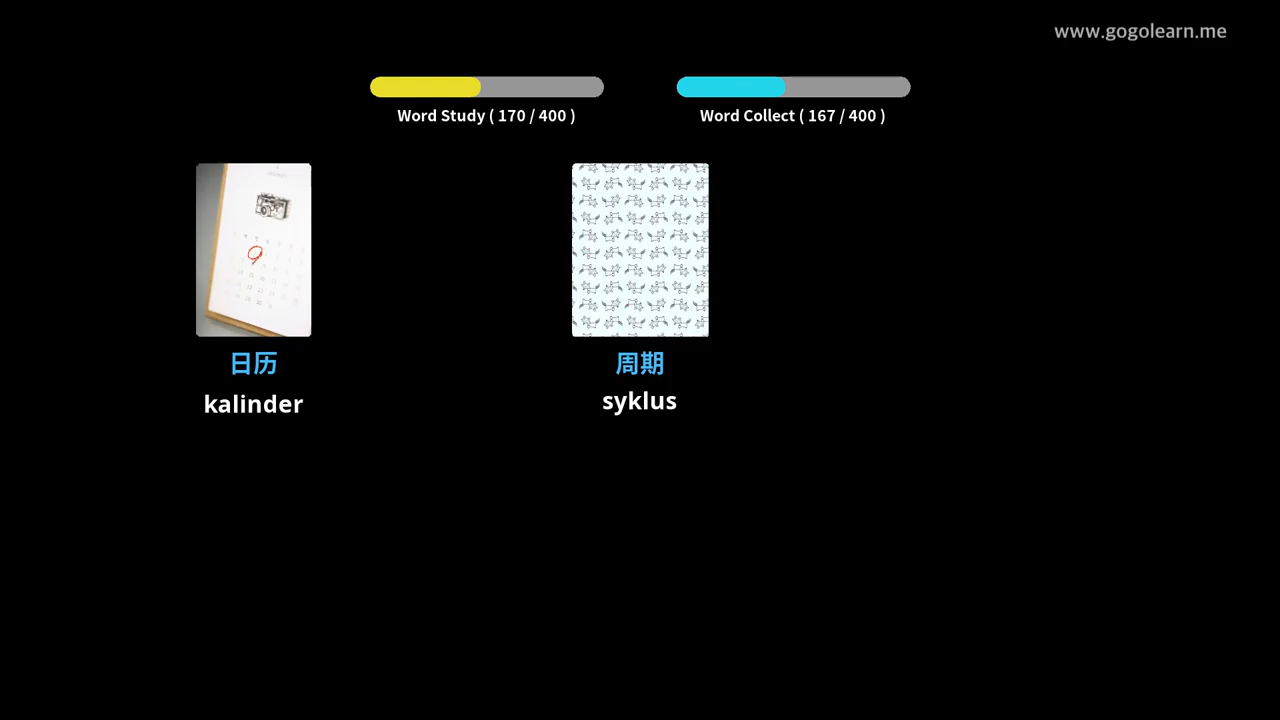 www.gogolearn.me
Word Study ( 170 / 400 )
Word Collect ( 167 / 400 )
日历
周期
kalinder
syklus